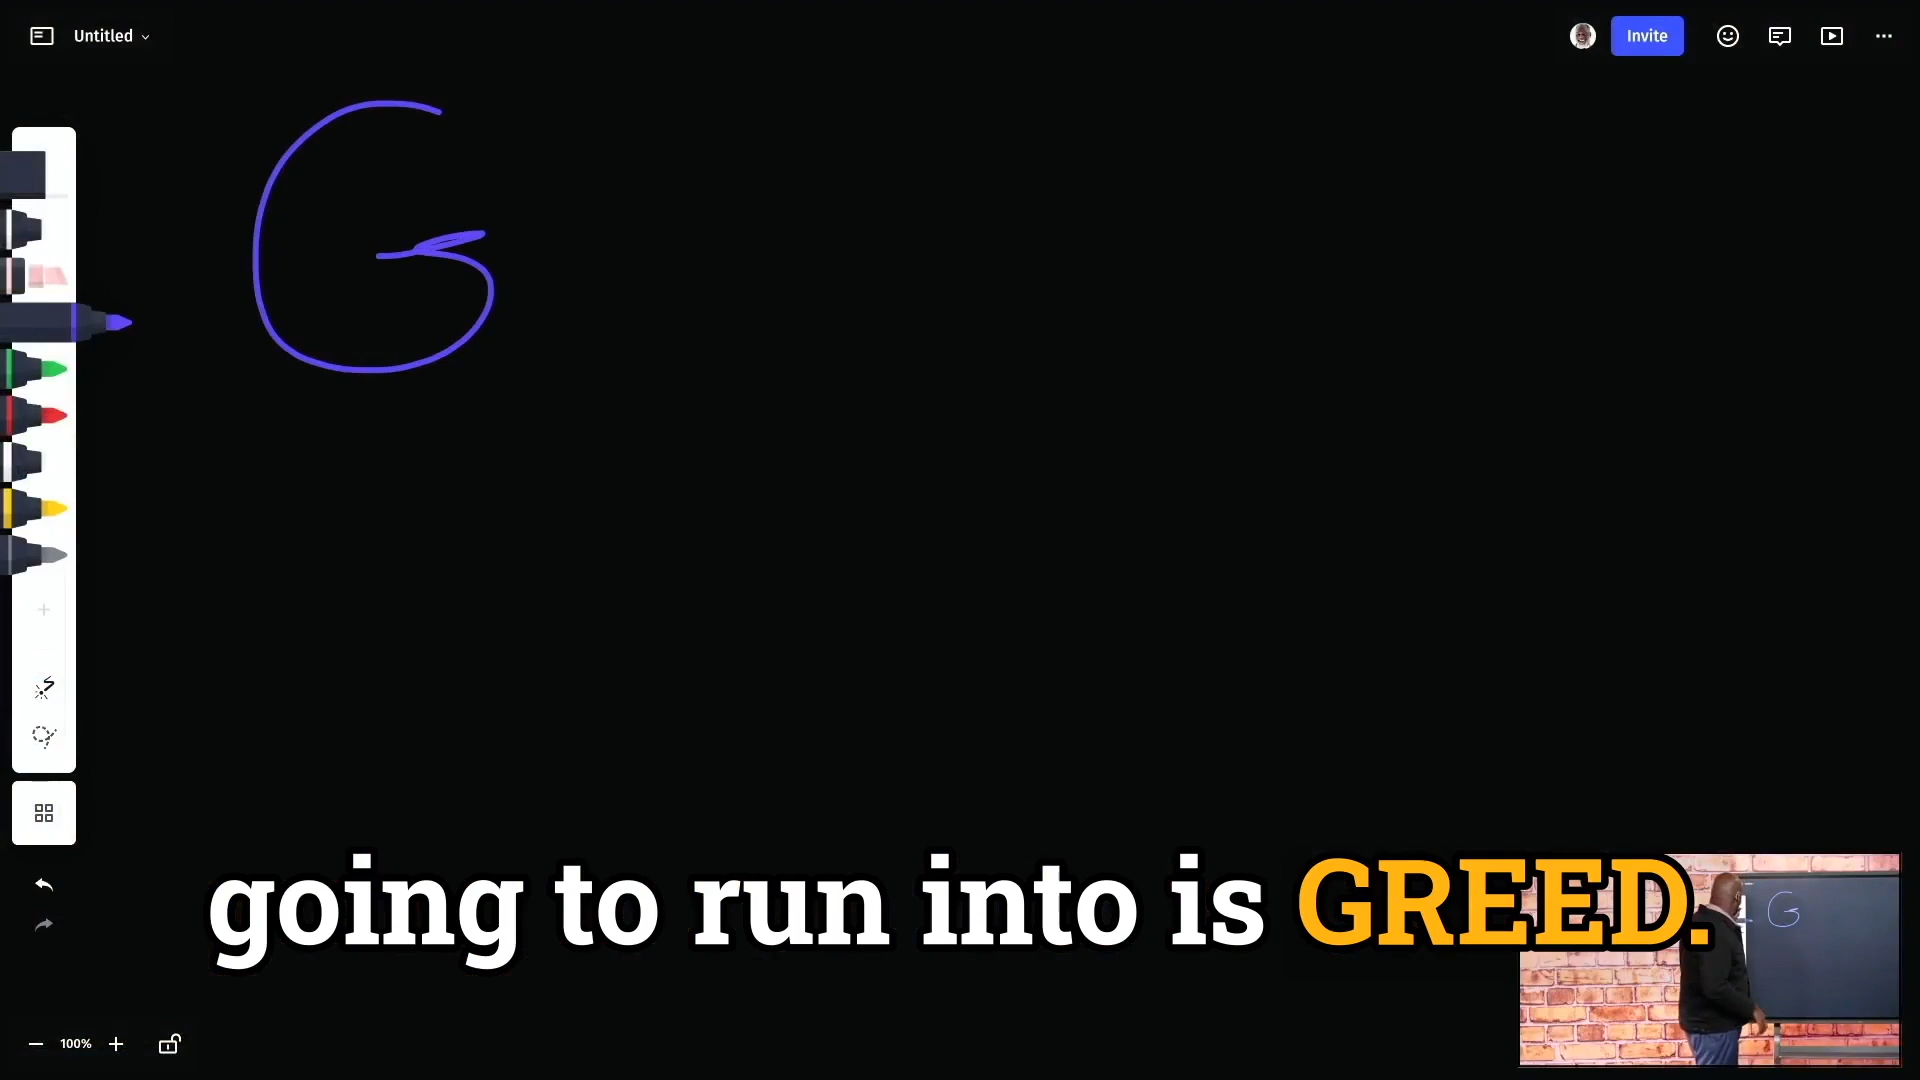 Untitled
Invite
G
going to run into is GREED.
G
100%